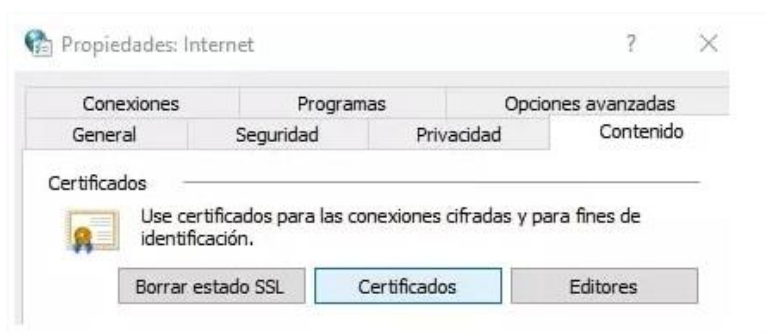 Propiedades: Internet ? ×
Conexiones Programas Opciones avanzadas
General Seguridad Privacidad Contenido
Certificados
Use certificados para las conexiones cifradas y para fines de
identificación.
Borrar estado SSL Certificados Editores